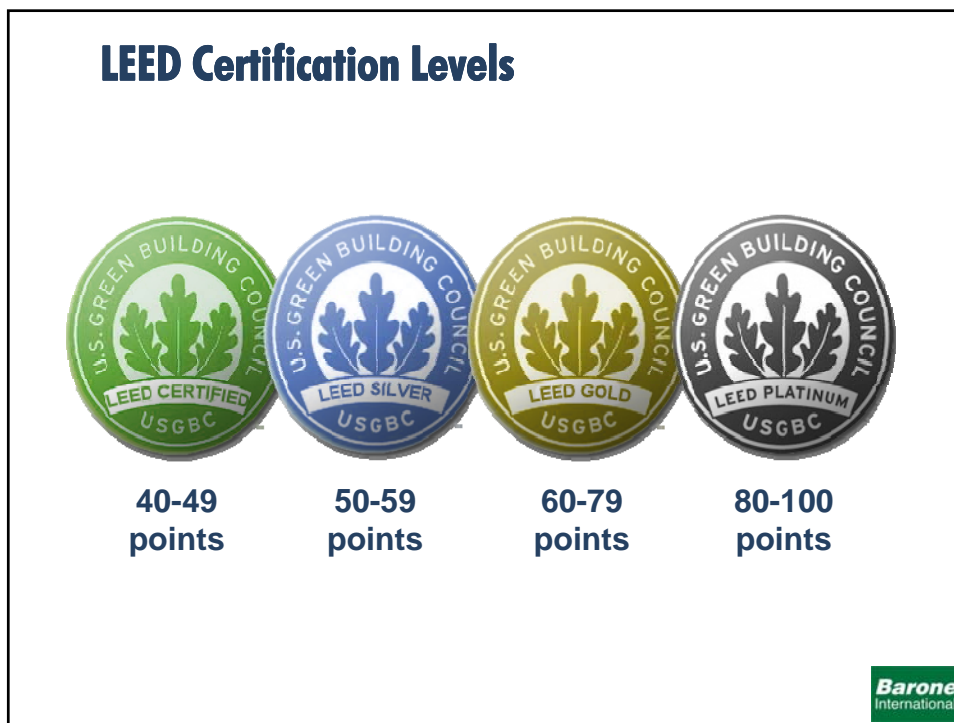 LEED Certification Levels
U.S. GREEN BUILDING COUNCIL
LEED CERTIFIED
USGBC
U.S. GREEN BUILDING COUNCIL
LEED SILVER
USGBC
U.S. GREEN BUILDING COUNCIL
LEED GOLD
USGBC
U.S. GREEN BUILDING COUNCIL
LEED PLATINUM
USGBC
40-49
points
50-59
points
60-79
points
80-100
points
Barone
International